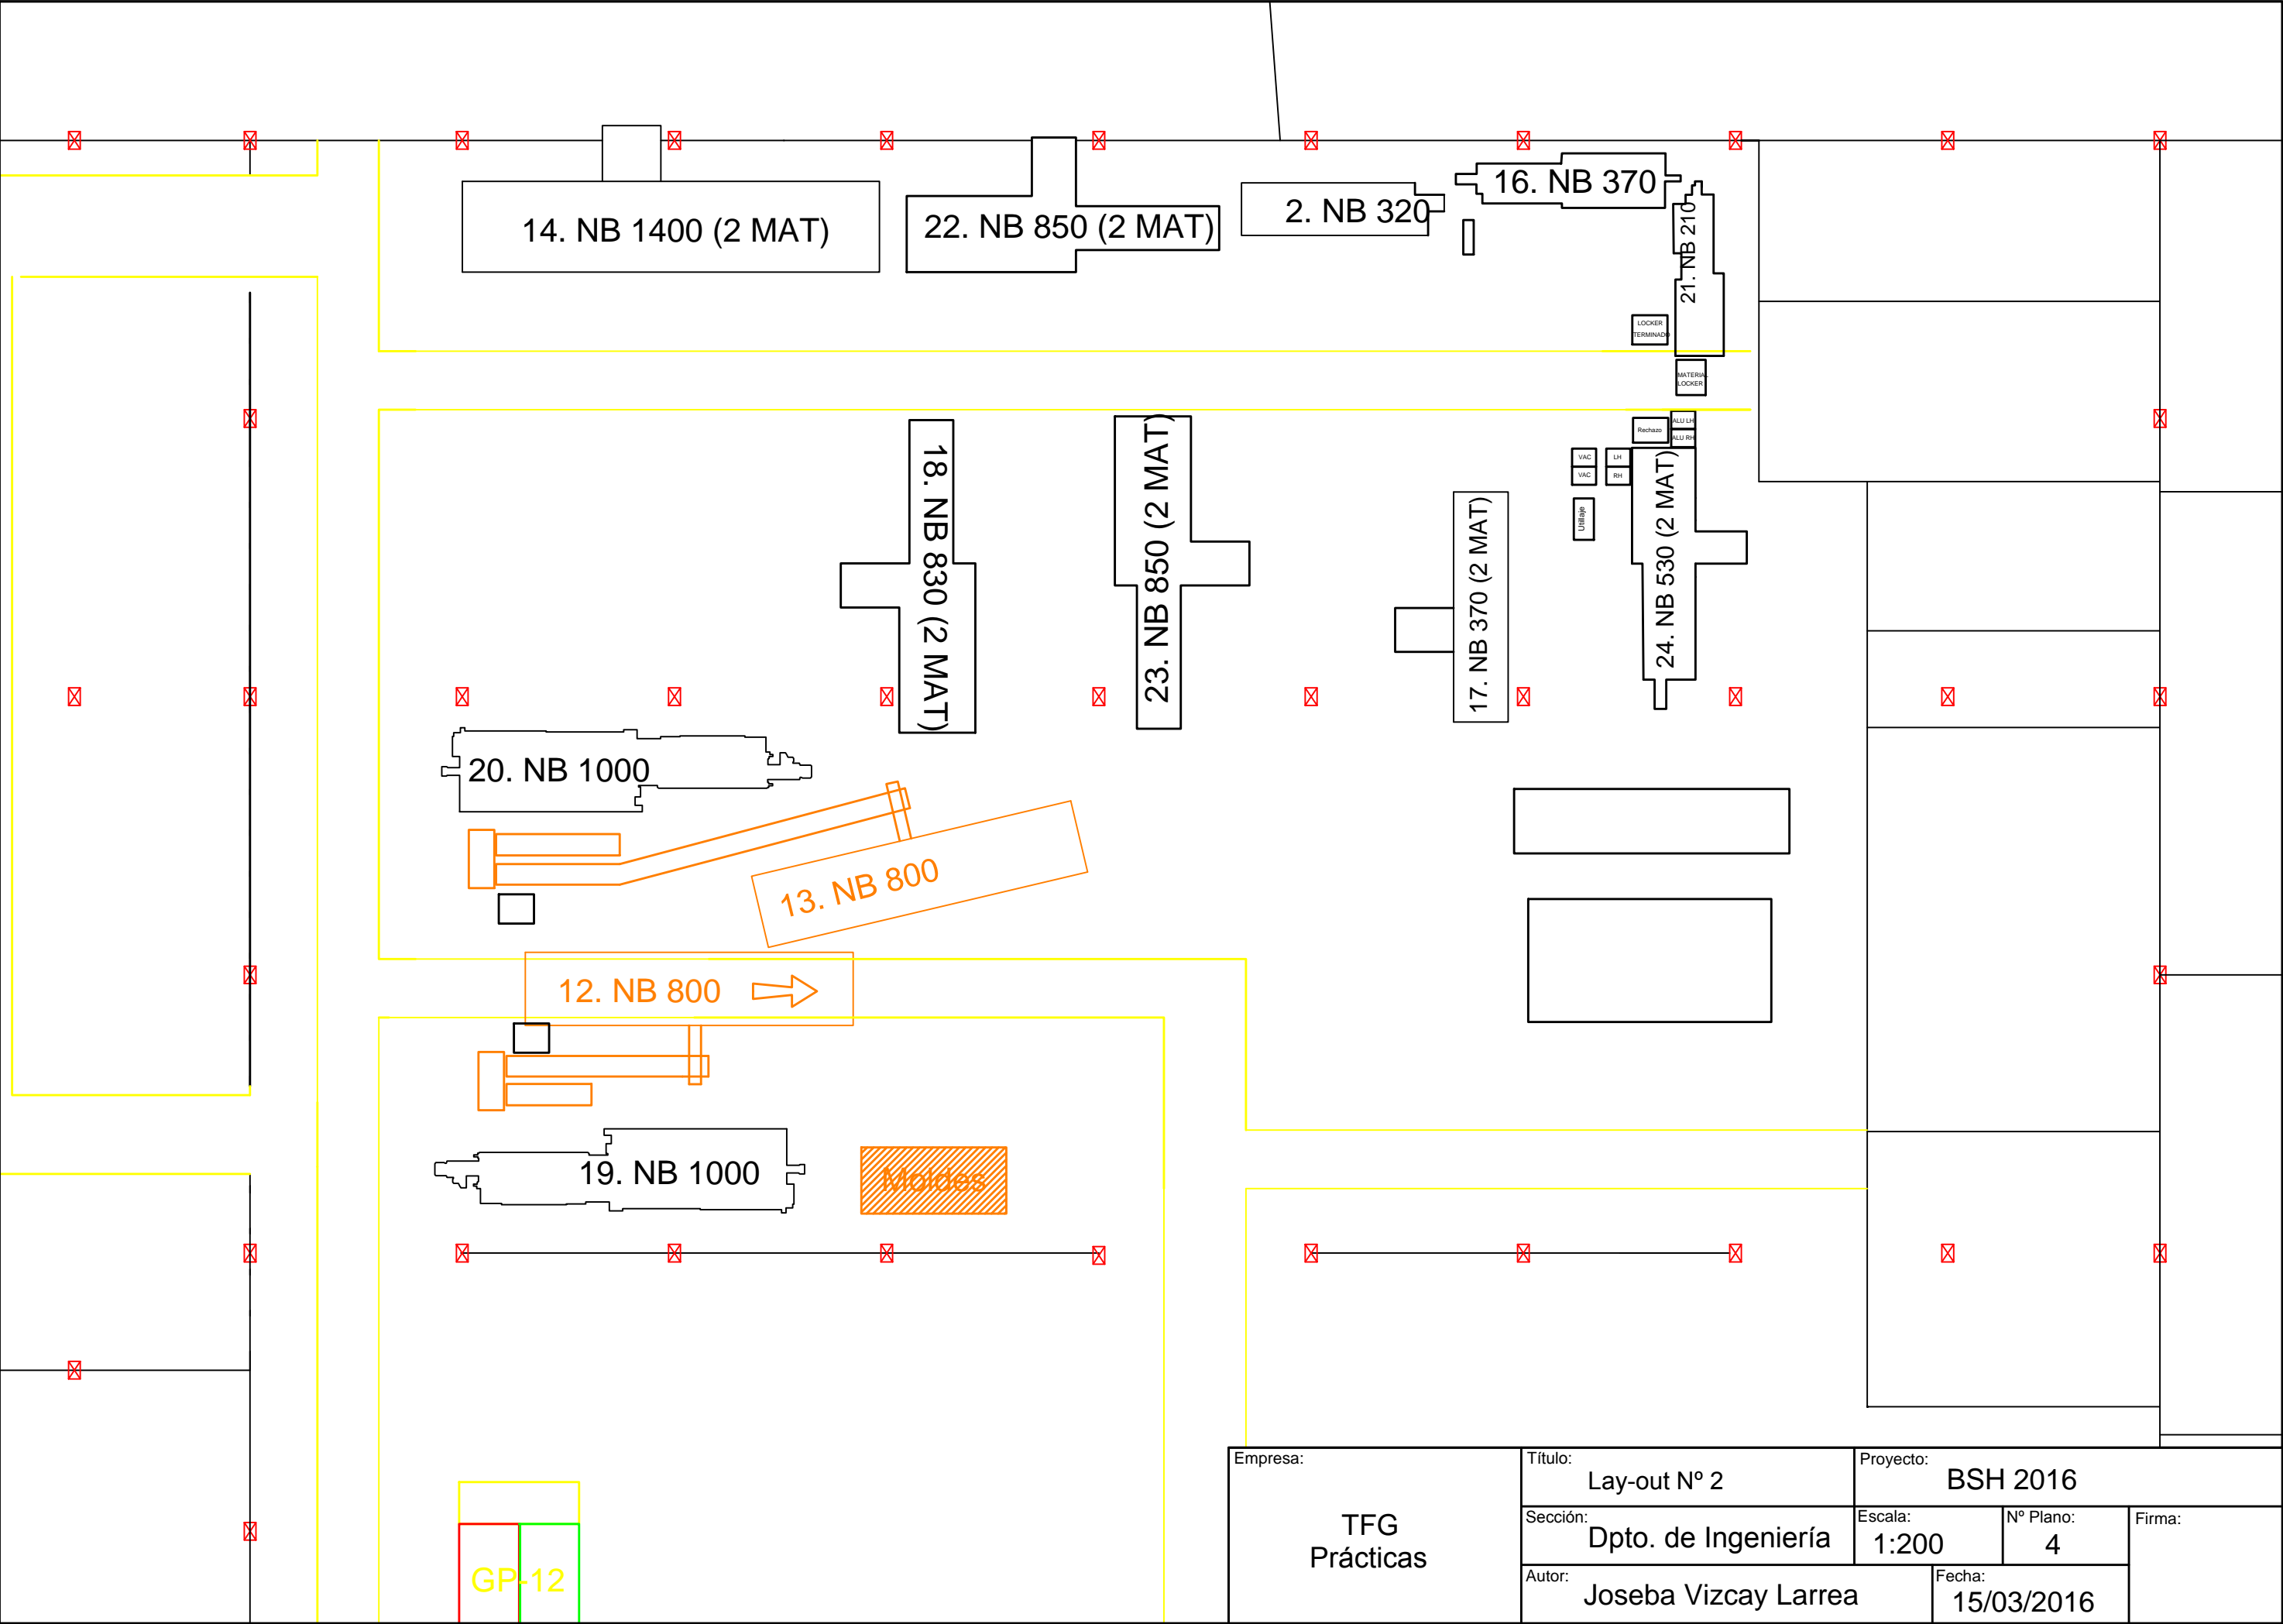 14. NB 1400 (2 MAT)
22. NB 850 (2 MAT)
2. NB 320
16. NB 370
21. NB 210
LOCKER
TERMINADO
MATERIAL
LOCKER
Rechazo
ALU LH
ALU RH
VAC
VAC
LH
RH
Utillaje
18. NB 830 (2 MAT)
23. NB 850 (2 MAT)
17. NB 370 (2 MAT)
24. NB 530 (2 MAT)
20. NB 1000
13. NB 800
12. NB 800
19. NB 1000
Moldes
GP-12
Empresa:
TFG
Prácticas
Título:
Lay-out Nº 2
Proyecto:
BSH 2016
Sección:
Dpto. de Ingeniería
Escala:
1:200
Nº Plano:
4
Firma:
Autor:
Joseba Vizcay Larrea
Fecha:
15/03/2016